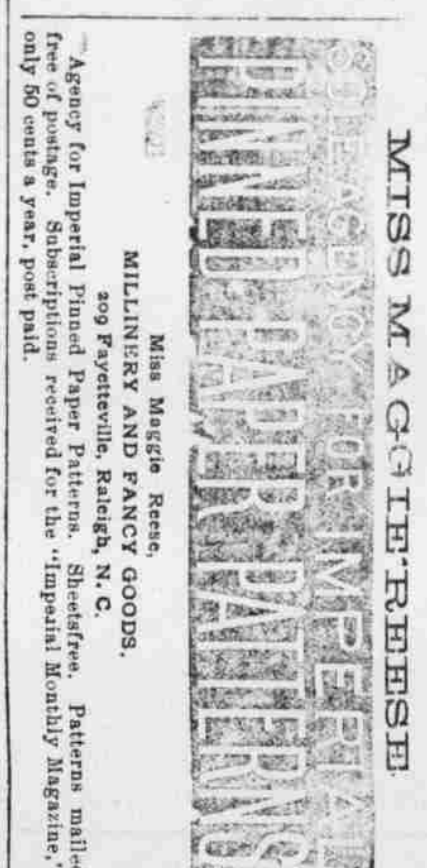 MISS MAGGIE REESE
SOLE AGENCY FOR IMPERIAL
PINNED PAPER PATTERNS
Miss Maggie Reese,
MILLINERY AND FANCY GOODS,
209 Fayetteville, Raleigh, N. C.
Agency for Imperial Pinned Paper Patterns. Sheetsfree. Patterns mailed
free of postage. Subscriptions received for the "Imperial Monthly Magazine,"
only 50 cents a year, post paid.